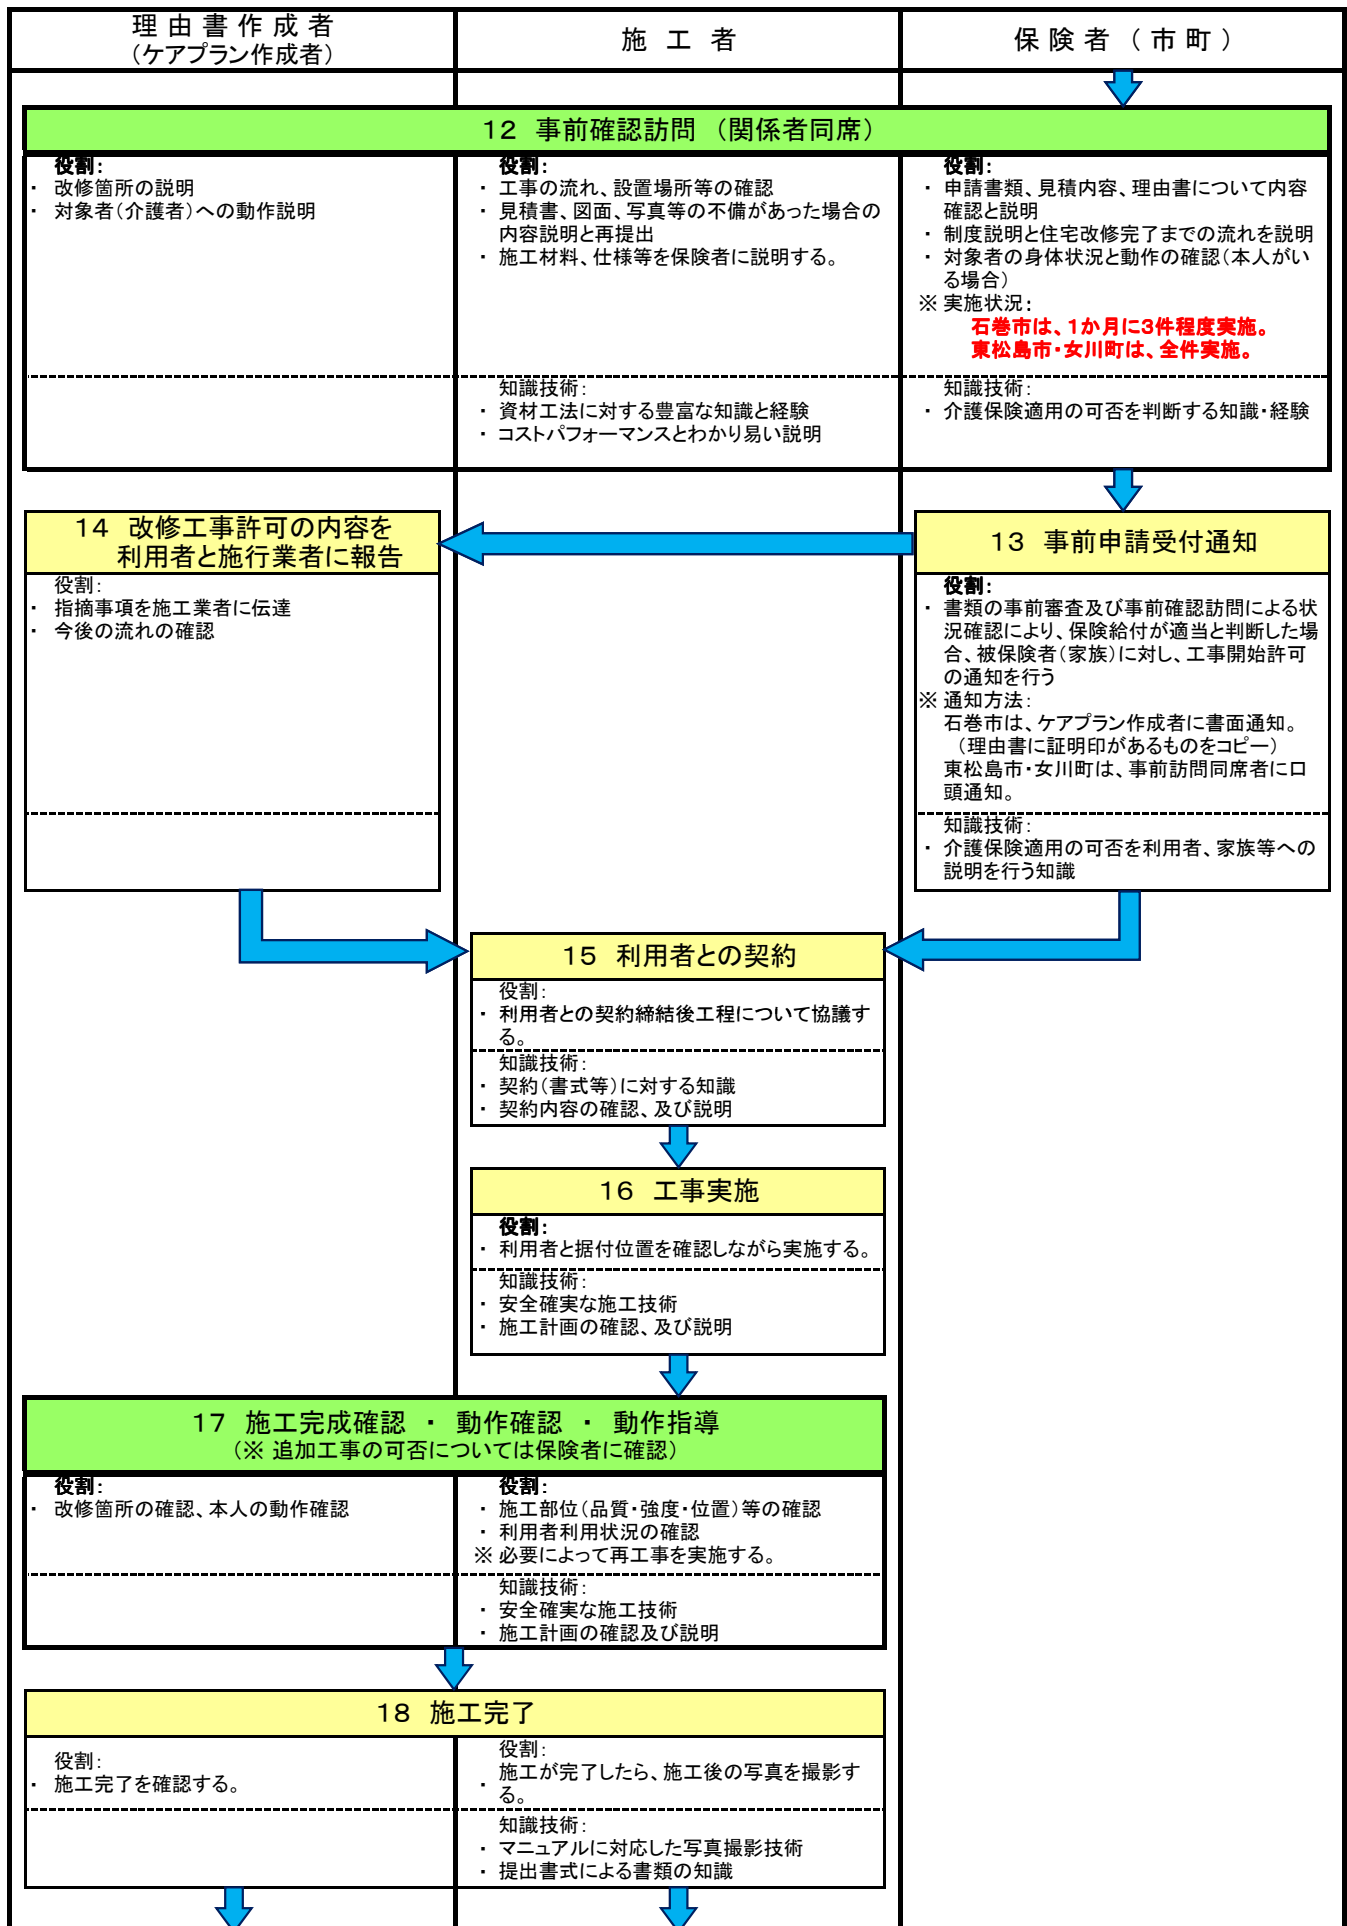 理由書作成者
（ケアプラン作成者）
施工者
保険者（市町）
１２　事前確認訪問　（関係者同席）
役割：
・ 改修箇所の説明
・ 対象者（介護者）への動作説明
役割：
・ 工事の流れ、設置場所等の確認
・ 見積書、図面、写真等の不備があった場合の
内容説明と再提出
・ 施工材料、仕様等を保険者に説明する。
知識技術：
・ 資材工法に対する豊富な知識と経験
・ コストパフォーマンスとわかり易い説明
役割：
・ 申請書類、見積内容、理由書について内容
確認と説明
・ 制度説明と住宅改修完了までの流れを説明
・ 対象者の身体状況と動作の確認（本人がい
る場合）
※ 実施状況：
石巻市は、１か月に３件程度実施。
東松島市・女川町は、全件実施。
知識技術：
・ 介護保険適用の可否を判断する知識・経験
１３　事前申請受付通知
役割：
・ 書類の事前審査及び事前確認訪問による状
況確認により、保険給付が適当と判断した場
合、被保険者（家族）に対し、工事開始許可
の通知を行う
※ 通知方法：
石巻市は、ケアプラン作成者に書面通知。
（理由書に証明印があるものをコピー）
東松島市・女川町は、事前訪問同席者に口
頭通知。
知識技術：
・ 介護保険適用の可否を利用者、家族等への
説明を行う知識
１４　改修工事許可の内容を
利用者と施行業者に報告
役割：
・ 指摘事項を施工業者に伝達
・ 今後の流れの確認
１５　利用者との契約
役割：
・ 利用者との契約締結後工程について協議す
る。
知識技術：
・ 契約（書式等）に対する知識
・ 契約内容の確認、及び説明
１６　工事実施
役割：
・ 利用者と据付位置を確認しながら実施する。
知識技術：
・ 安全確実な施工技術
・ 施工計画の確認、及び説明
１７　施工完成確認　・　動作確認　・　動作指導
（※ 追加工事の可否については保険者に確認）
役割：
・ 改修箇所の確認、本人の動作確認
役割：
・ 施工部位（品質・強度・位置）等の確認
・ 利用者利用状況の確認
※ 必要によって再工事を実施する。
知識技術：
・ 安全確実な施工技術
・ 施工計画の確認及び説明
１８　施工完了
役割：
・ 施工完了を確認する。
役割：
・ 施工が完了したら、施工後の写真を撮影す
る。
知識技術：
・ マニュアルに対応した写真撮影技術
・ 提出書式による書類の知識